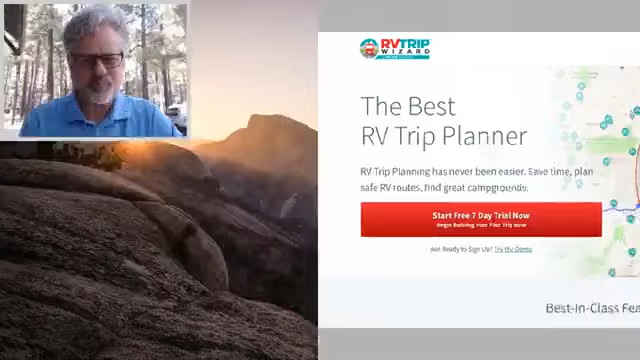 RVTRIP
WIZARD
The Best
RV Trip Planner
RV Trip Planning has never been easier. Save time, plan
safe RV routes, find great campgrounds.
Start Free 7 Day Trial Now
Begin Building Your First Trip Now
Not Ready to Sign Up? Try the Demo
Best-In-Class Fea